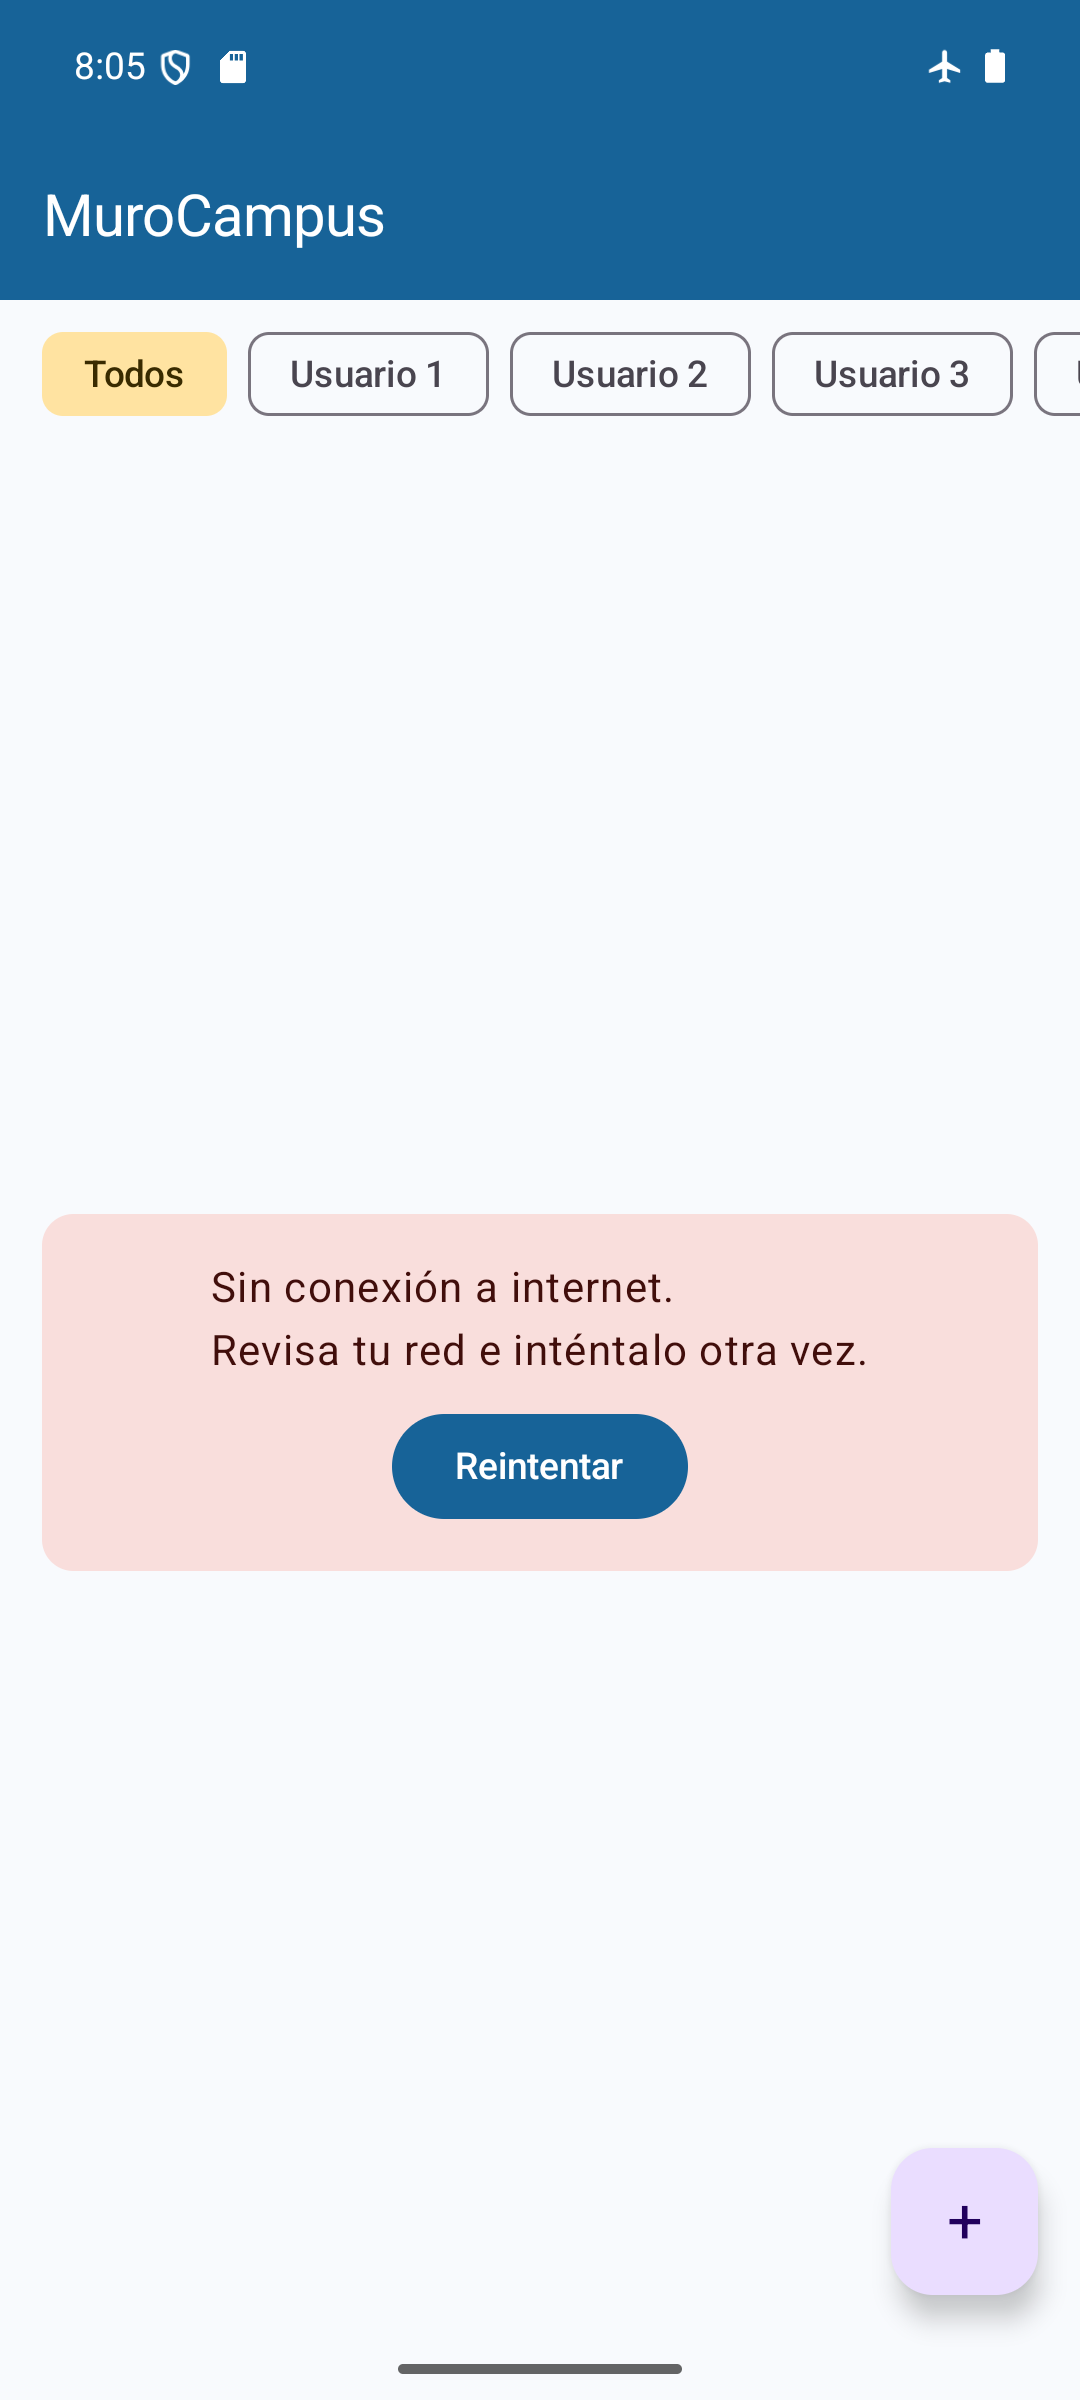 8:05
MuroCampus
Todos
Usuario 1
Usuario 2
Usuario 3
Sin conexión a internet.
Revisa tu red e inténtalo otra vez.
Reintentar
+